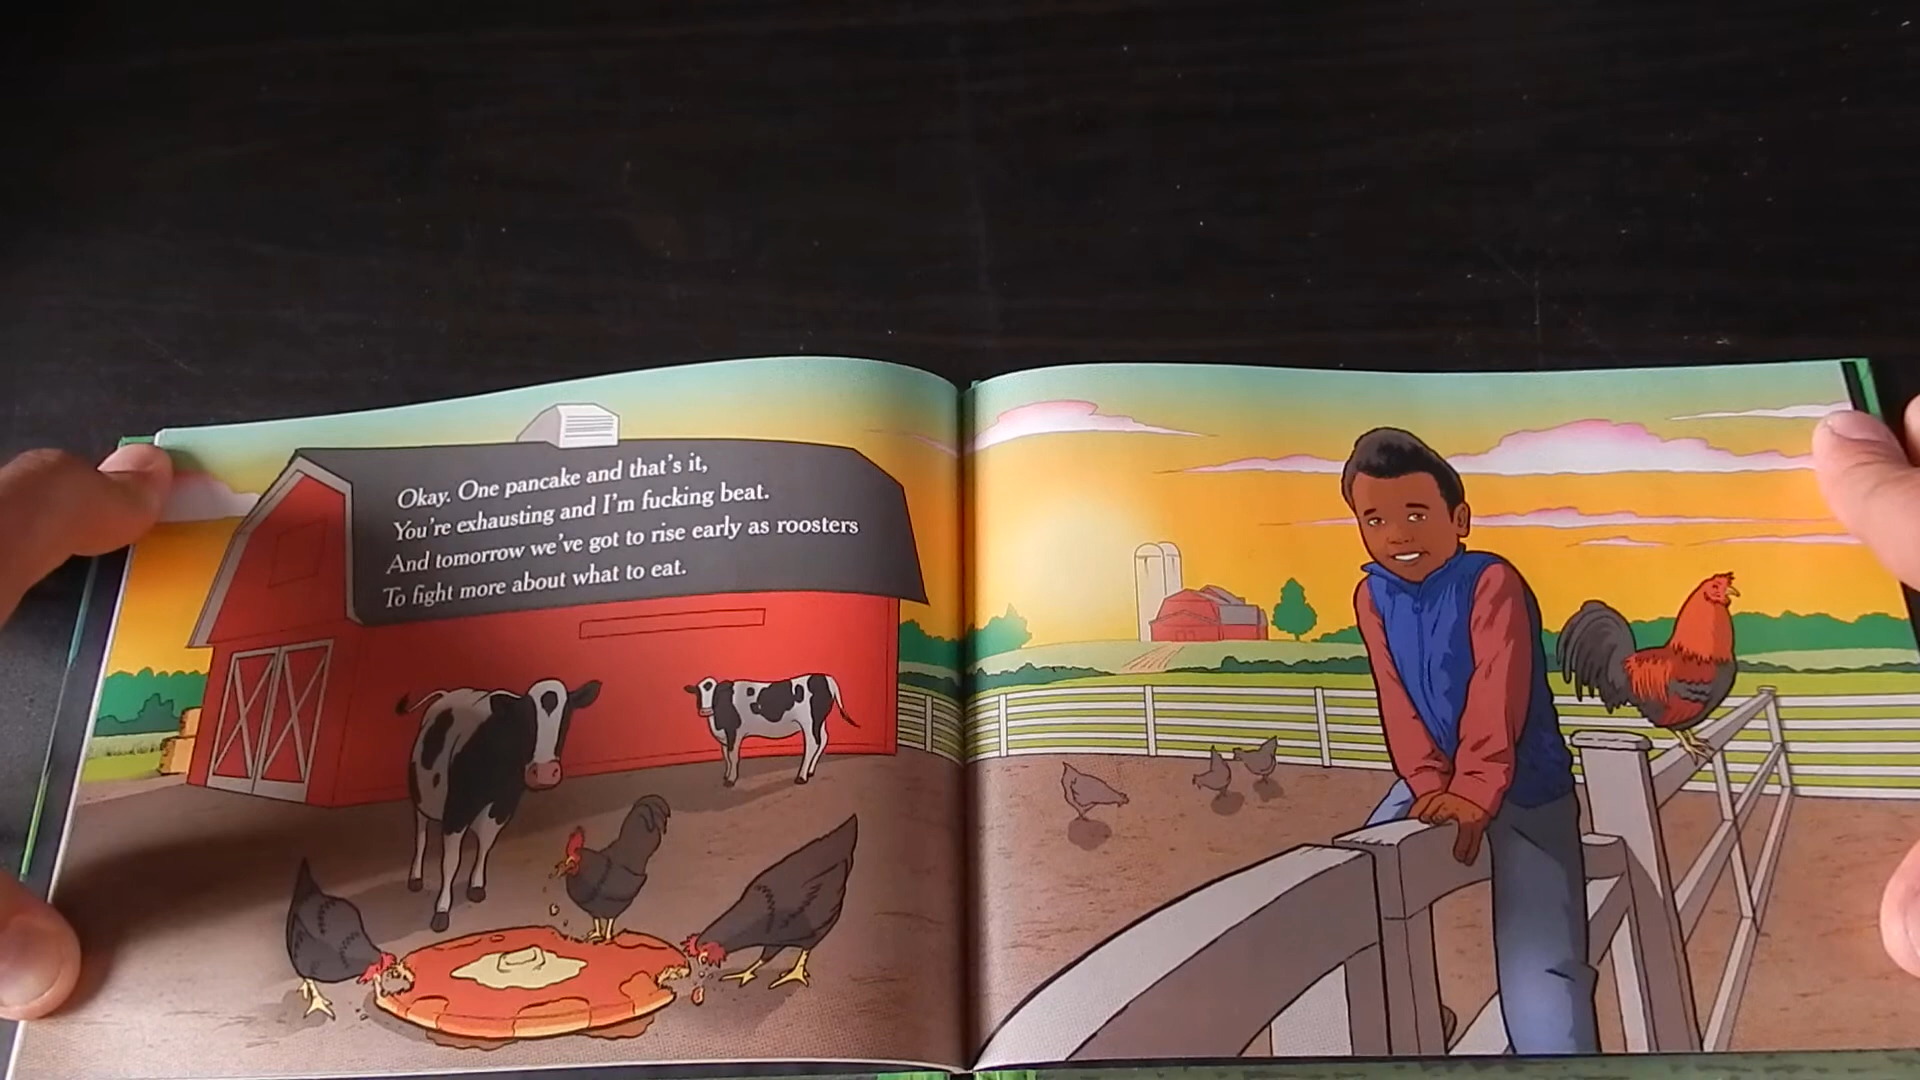 Okay. One pancake and that's it,
You're exhausting and I'm fucking beat.
And tomorrow we've got to rise early as roosters
To fight more about what to eat.